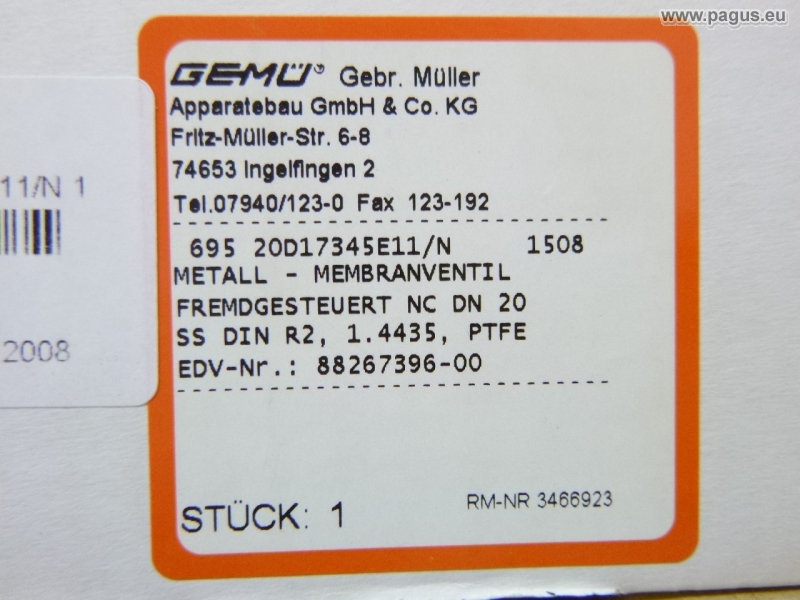 www.pagus.eu
GEMÜ® Gebr. Müller
Apparatebau GmbH & Co. KG
Fritz-Müller-Str. 6-8
74653 Ingelfingen 2
Tel.07940/123-0 Fax 123-192
695 20D17345E11/N 1508
METALL - MEMBRANVENTIL
FREMDGESTEUERT NC DN 20
SS DIN R2, 1.4435, PTFE
EDV-Nr.: 88267396-00
STÜCK: 1
RM-NR 3466923
11/N 1
2008